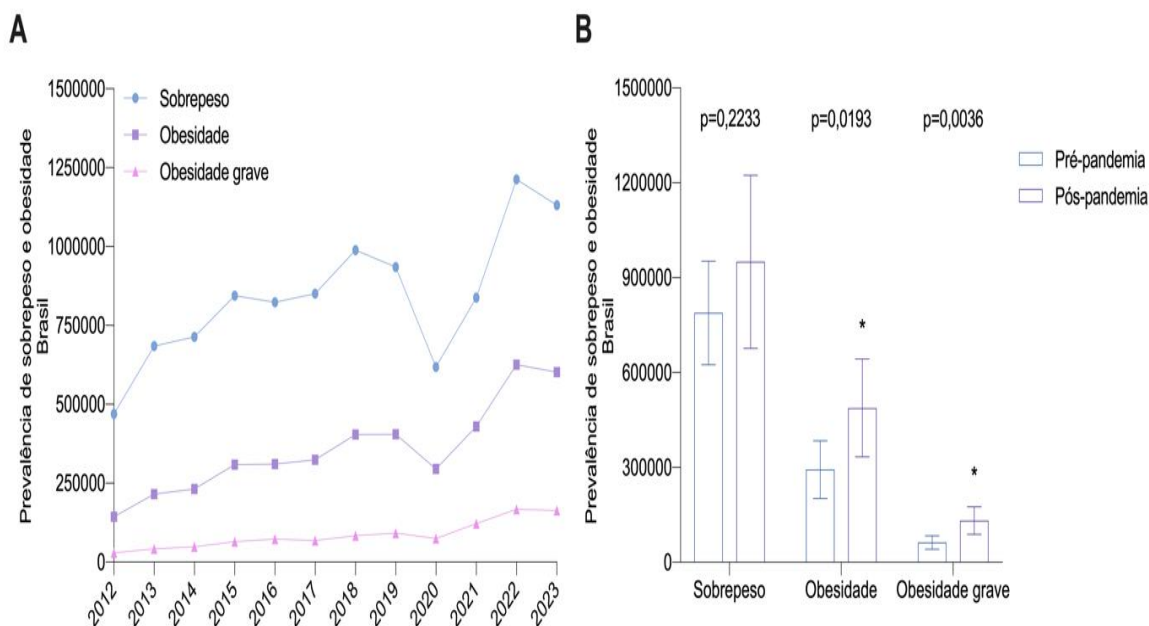 A
Prevalência de sobrepeso e obesidade
Brasil
1500000
1250000
1000000
750000
500000
250000
0
Sobrepeso
Obesidade
Obesidade grave
2012
2013
2014
2015
2016
2017
2018
2019
2020
2021
2022
2023
B
Prevalência de sobrepeso e obesidade
Brasil
1500000
1200000
900000
600000
300000
0
p=0,2233
p=0,0193
p=0,0036
*
*
Sobrepeso
Obesidade
Obesidade grave
Pré-pandemia
Pós-pandemia